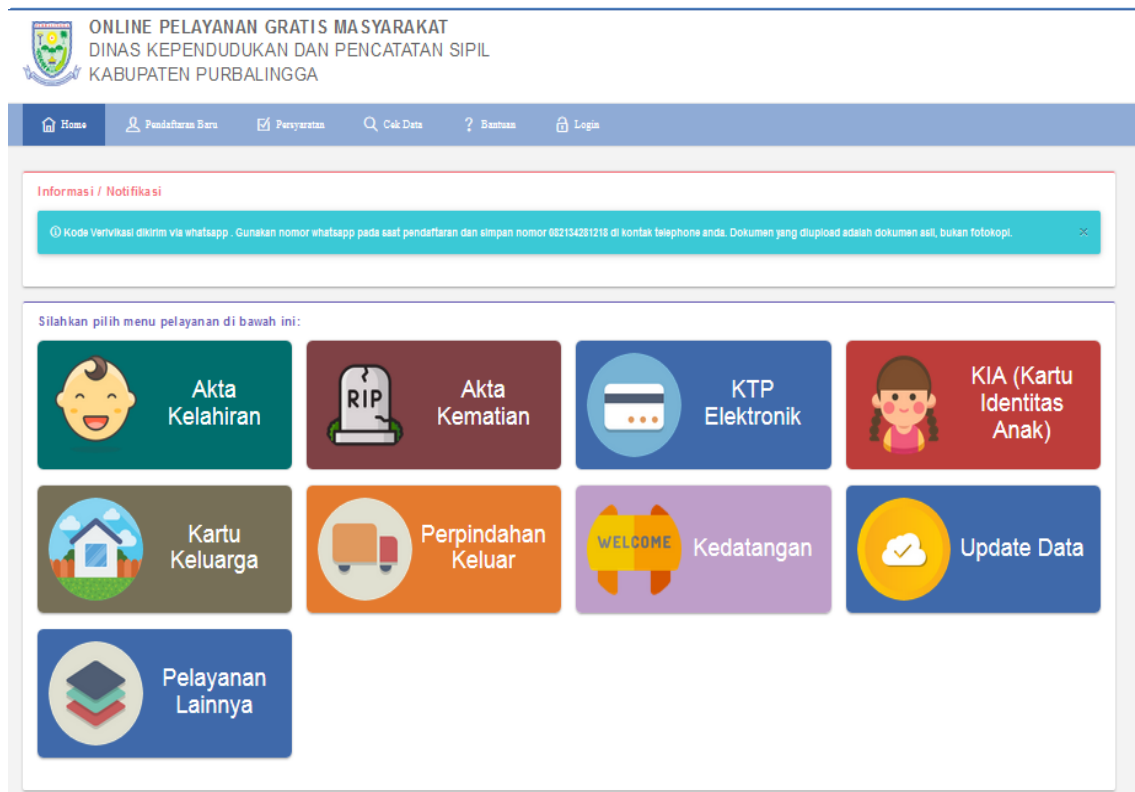 ONLINE PELAYANAN GRATIS MASYARAKAT
DINAS KEPENDUDUKAN DAN PENCATATAN SIPIL
KABUPATEN PURBALINGGA
Home Pendaftaran Baru Persyaratan Cek Data Bantuan Login
Informasi / Notifikasi
Kode Verivikasi dikirim via whatsapp . Gunakan nomor whatsapp pada saat pendaftaran dan simpan nomor 082134281218 di kontak telephone anda. Dokumen yang diupload adalah dokumen asli, bukan fotokopi. ×
Silahkan pilih menu pelayanan di bawah ini:
Akta
Kelahiran
RIP
Akta
Kematian
KTP
Elektronik
KIA (Kartu
Identitas
Anak)
Kartu
Keluarga
Perpindahan
Keluar
WELCOME
Kedatangan
Update Data
Pelayanan
Lainnya